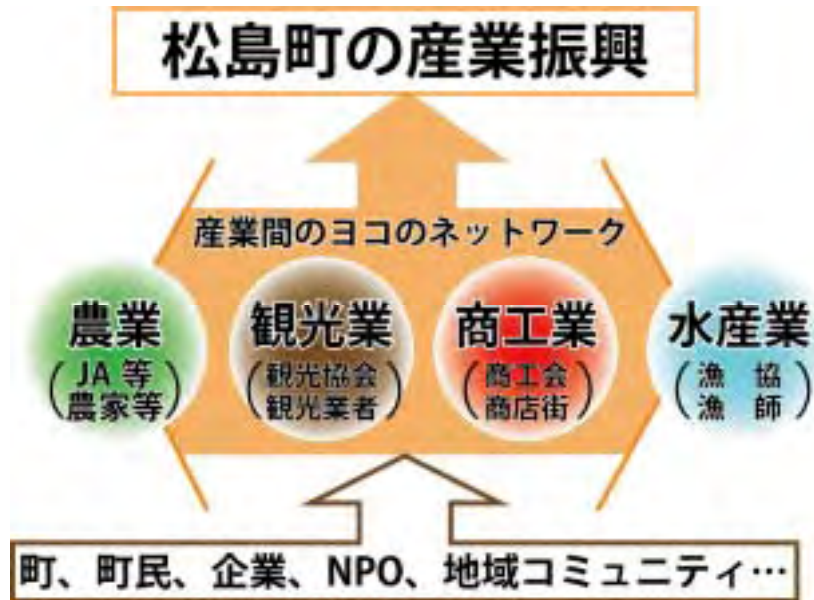 松島町の産業振興
産業間のヨコのネットワーク
農業
(JA等
農家等)
観光業
(観光協会
観光業者)
商工業
(商工会
商店街)
水産業
(漁 協
漁 師)
町、町民、企業、NPO、地域コミュニティ…